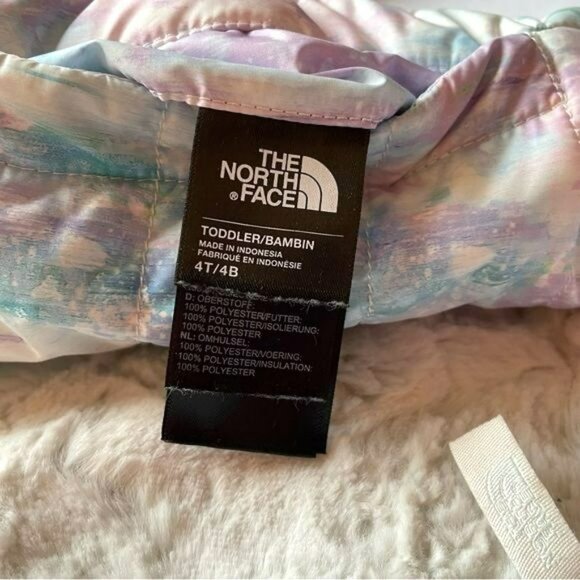 THE
NORTH
®FACE
TODDLER/BAMBIN
MADE IN INDONESIA
FABRIQUÉ EN INDONÉSIE
4T/4B
D: OBERSTOFF:
100% POLYESTER/FUTTER:
100% POLYESTER/ISOLIERUNG:
100% POLYESTER
NL: OMHULSEL:
100% POLYESTER/VOERING:
100% POLYESTER/INSULATION:
100% POLYESTER